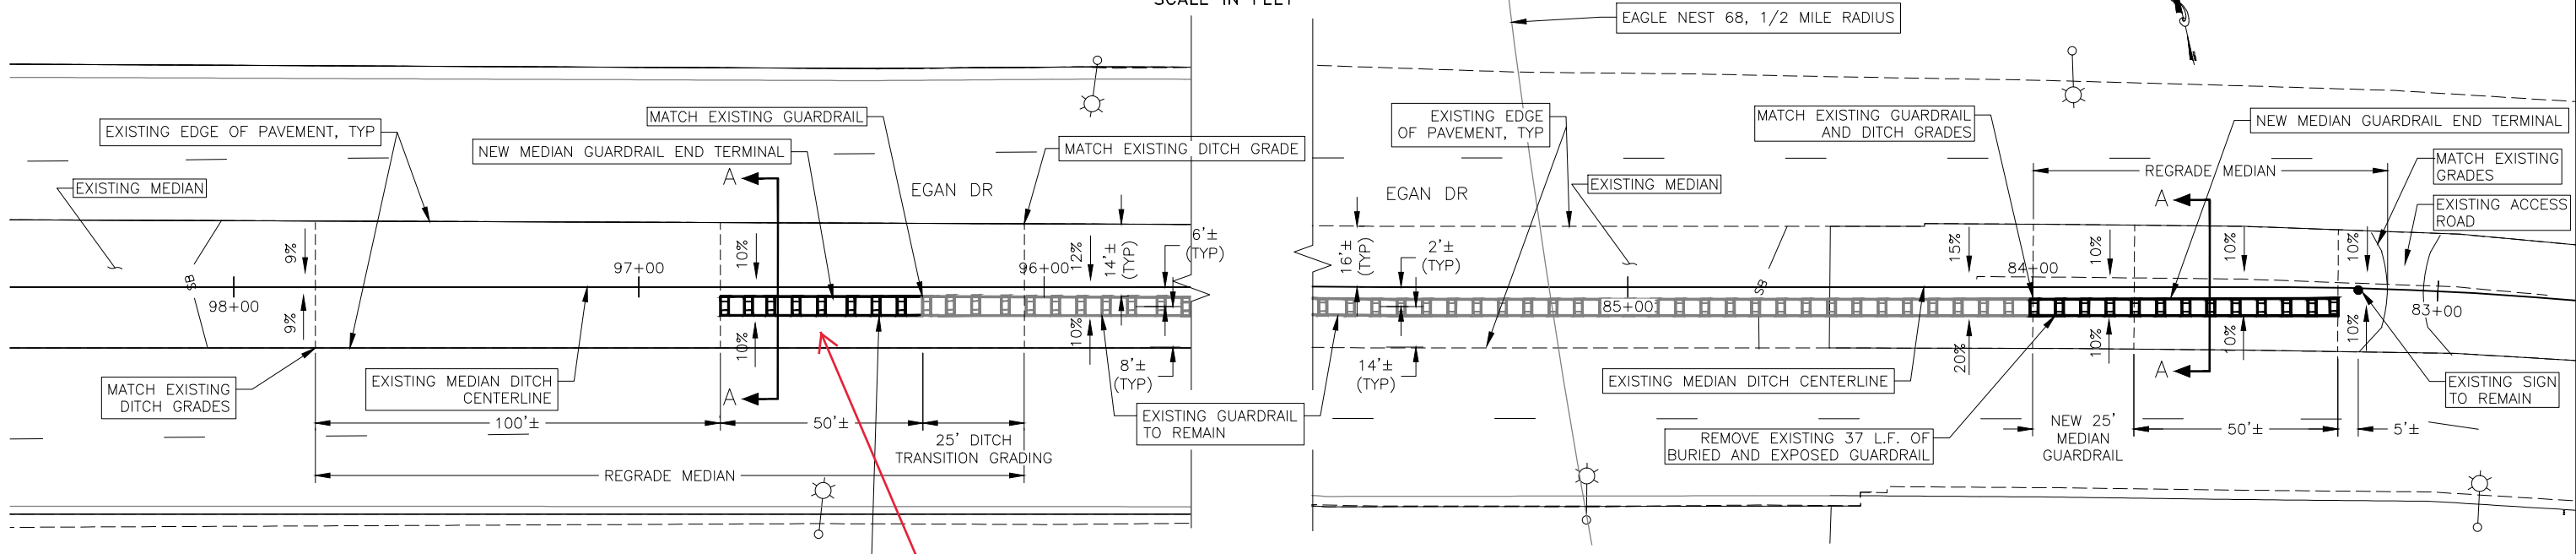 SCALE IN FEET
EAGLE NEST 68, 1/2 MILE RADIUS
EXISTING EDGE OF PAVEMENT, TYP
MATCH EXISTING GUARDRAIL
NEW MEDIAN GUARDRAIL END TERMINAL
MATCH EXISTING DITCH GRADE
EXISTING MEDIAN
A
EGAN DR
9%
9%
98+00
97+00
96+00
SB
10%
10%
12%
10%
14'±
(TYP)
6'±
(TYP)
8'±
(TYP)
A
MATCH EXISTING
DITCH GRADES
EXISTING MEDIAN DITCH
CENTERLINE
100'±
50'±
25' DITCH
TRANSITION GRADING
REGRADE MEDIAN
EXISTING GUARDRAIL
TO REMAIN
EXISTING EDGE
OF PAVEMENT, TYP
EGAN DR
EXISTING MEDIAN
MATCH EXISTING GUARDRAIL
AND DITCH GRADES
NEW MEDIAN GUARDRAIL END TERMINAL
REGRADE MEDIAN
MATCH EXISTING
GRADES
EXISTING ACCESS
ROAD
A
16'±
(TYP)
2'±
(TYP)
14'±
(TYP)
85+00
SB
15%
20%
84+00
10%
10%
10%
10%
10%
10%
83+00
A
EXISTING MEDIAN DITCH CENTERLINE
REMOVE EXISTING 37 L.F. OF
BURIED AND EXPOSED GUARDRAIL
NEW 25'
MEDIAN
GUARDRAIL
50'±
5'±
EXISTING SIGN
TO REMAIN